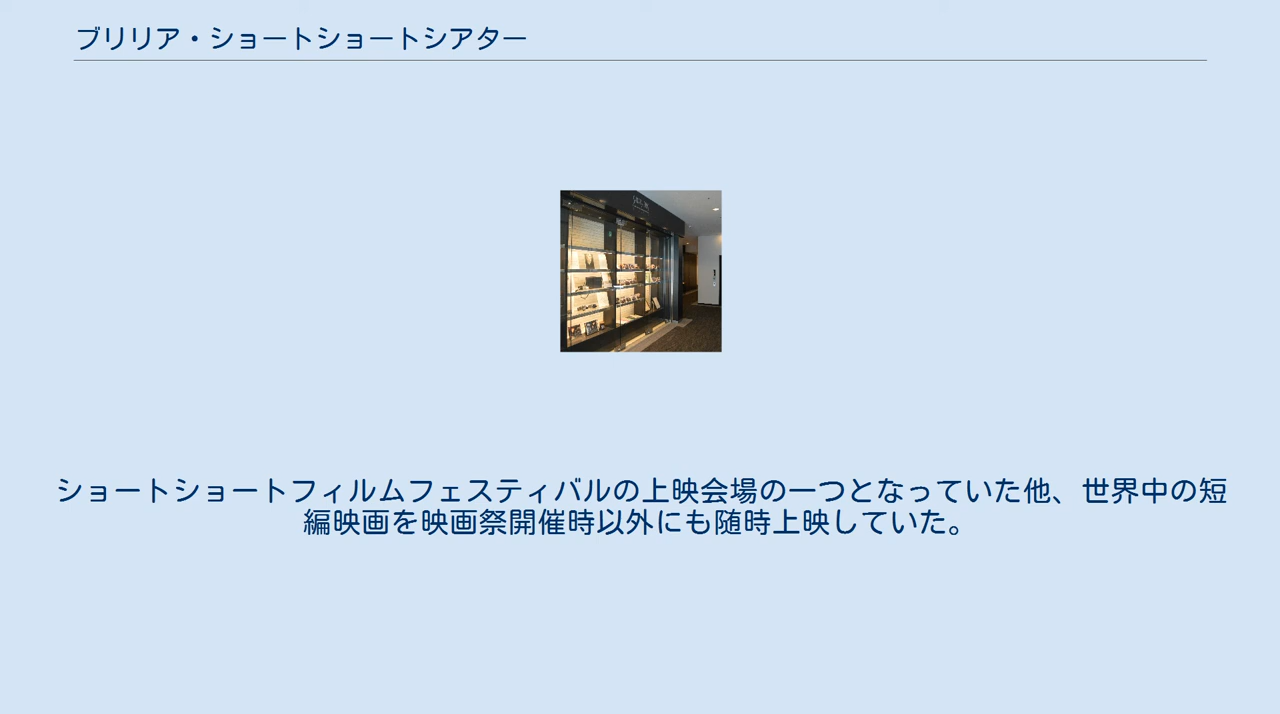 ブリリア・ショートショートシアター
ショートショートフィルムフェスティバルの上映会場の一つとなっていた他、世界中の短
編映画を映画祭開催時以外にも随時上映していた。